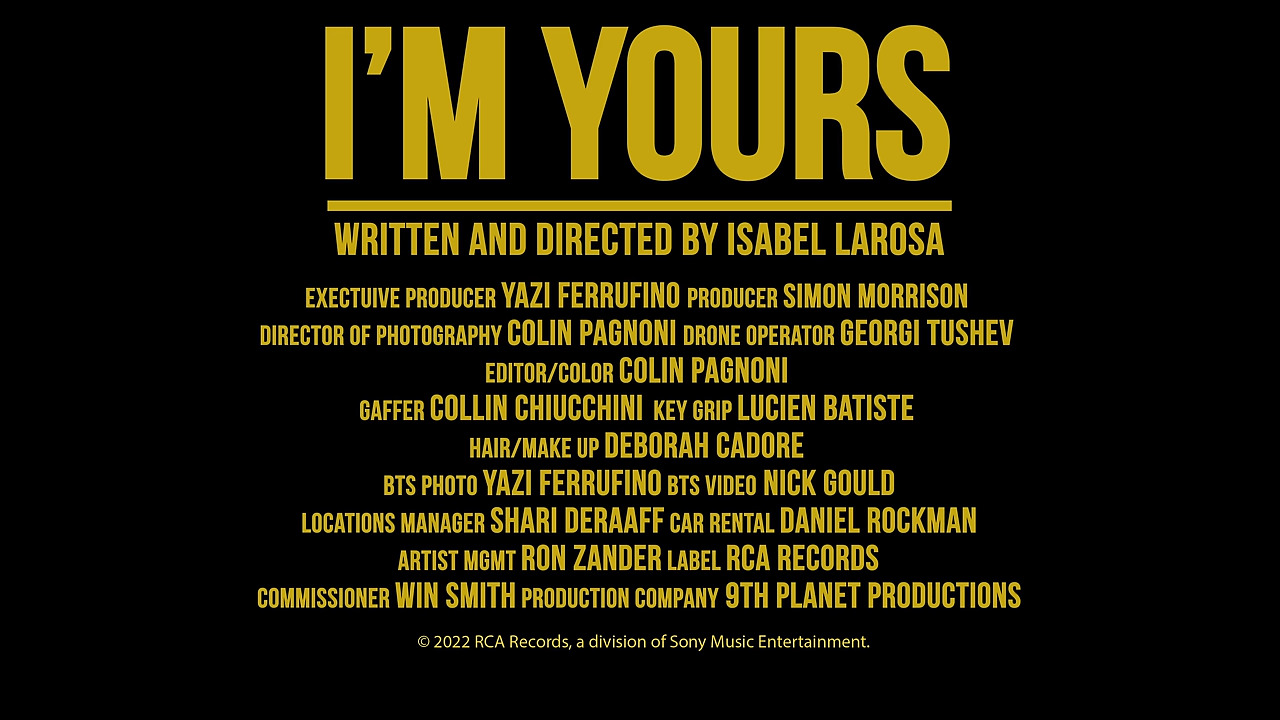 I'M YOURS
WRITTEN AND DIRECTED BY ISABEL LAROSA
EXECTUIVE PRODUCER YAZI FERRUFINO PRODUCER SIMON MORRISON
DIRECTOR OF PHOTOGRAPHY COLIN PAGNONI DRONE OPERATOR GEORGI TUSHEV
EDITOR/COLOR COLIN PAGNONI
GAFFER COLLIN CHIUCCHINI KEY GRIP LUCIEN BATISTE
HAIR/MAKE UP DEBORAH CADORE
BTS PHOTO YAZI FERRUFINO BTS VIDEO NICK GOULD
LOCATIONS MANAGER SHARI DERAAFF CAR RENTAL DANIEL ROCKMAN
ARTIST MGMT RON ZANDER LABEL RCA RECORDS
COMMISSIONER WIN SMITH PRODUCTION COMPANY 9TH PLANET PRODUCTIONS
© 2022 RCA Records, a division of Sony Music Entertainment.